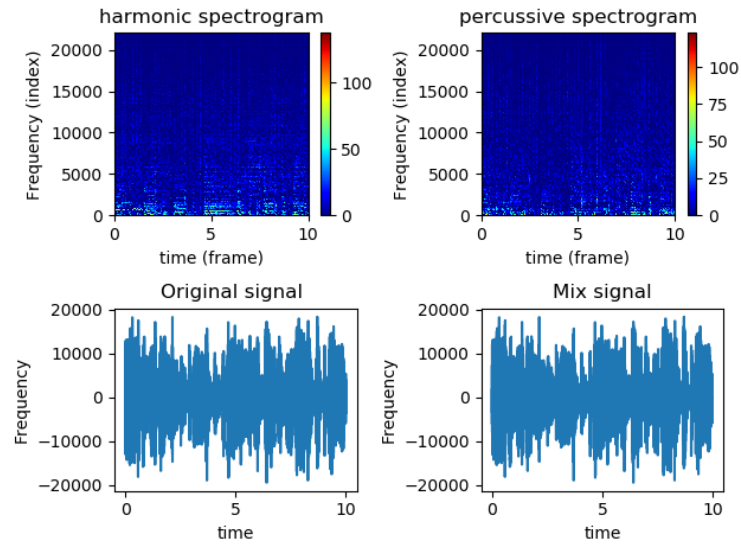 harmonic spectrogram
Frequency (index)
20000
15000
10000
5000
0
0 5 10
time (frame)
100
50
0
percussive spectrogram
Frequency (index)
20000
15000
10000
5000
0
0 5 10
time (frame)
100
75
50
25
0
Original signal
Frequency
20000
10000
0
−10000
−20000
0 5 10
time
Mix signal
Frequency
20000
10000
0
−10000
−20000
0 5 10
time